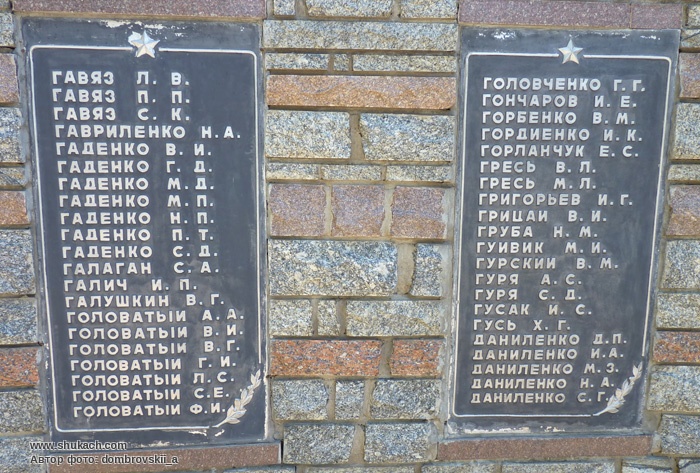 ГАВЯЗ Л. В.
ГАВЯЗ П. П.
ГАВЯЗ С. К.
ГАВРИЛЕНКО Н.А.
ГАДЕНКО В. И.
ГАДЕНКО Г. Д.
ГАДЕНКО М. Д.
ГАДЕНКО М. П.
ГАДЕНКО Н. П.
ГАДЕНКО П. Т.
ГАДЕНКО С. Д.
ГАЛАГАН С. А.
ГАЛИЧ И. П.
ГАЛУШКИН В. Г.
ГОЛОВАТЫЙ А. А.
ГОЛОВАТЫЙ В. И.
ГОЛОВАТЫЙ В. Г.
ГОЛОВАТЫЙ Г. И.
ГОЛОВАТЫЙ Л. С.
ГОЛОВАТЫЙ С. Е.
ГОЛОВАТЫЙ Ф. И.
ГОЛОВЧЕНКО Г. Г.
ГОНЧАРОВ И. Е.
ГОРБЕНКО В. М.
ГОРДИЕНКО И. К.
ГОРЛАНЧУК Е. С.
ГРЕСЬ В. Л.
ГРЕСЬ М. Л.
ГРИГОРЬЕВ И. Г.
ГРИЦАЙ В. И.
ГРУБА Н. М.
ГУЙВИК М. И.
ГУРСКИЙ В. М.
ГУРЯ А. С.
ГУРЯ С. Д.
ГУСАК И. С.
ГУСЬ Х. Г.
ДАНИЛЕНКО Д. П.
ДАНИЛЕНКО И. А.
ДАНИЛЕНКО М. З.
ДАНИЛЕНКО Н. А.
ДАНИЛЕНКО С. Г.
www.shukach.com
Автор фото: dombrovskii_a